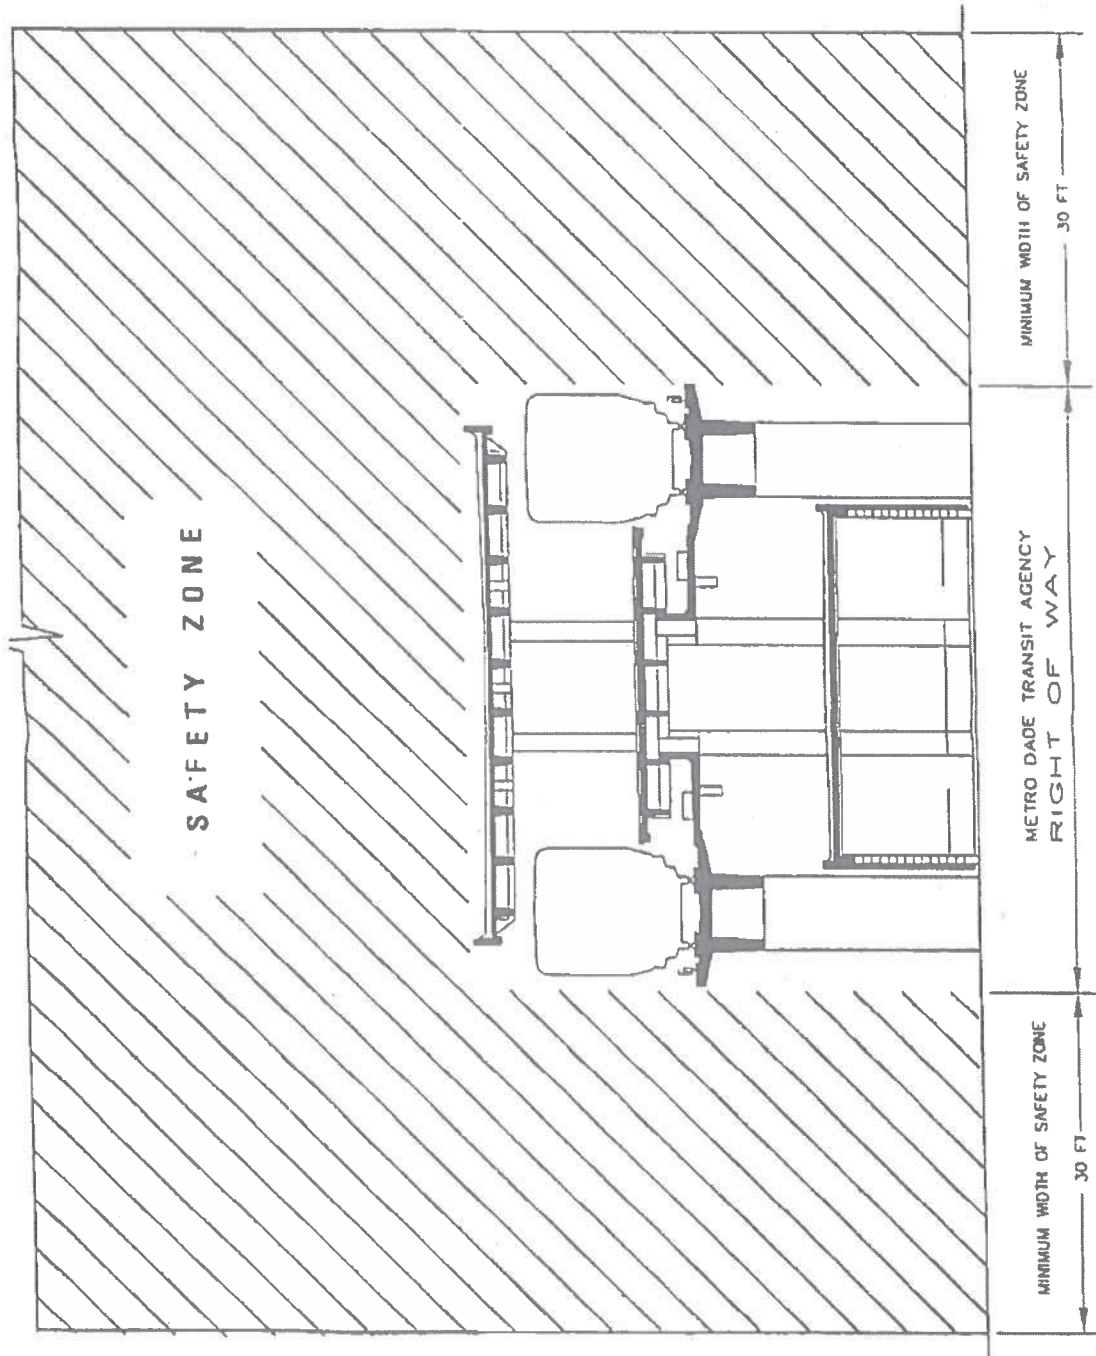 SAFETY ZONE
MINIMUM WIDTH OF SAFETY ZONE
30 FT
METRO DADE TRANSIT AGENCY
RIGHT OF WAY
MINIMUM WIDTH OF SAFETY ZONE
30 FT